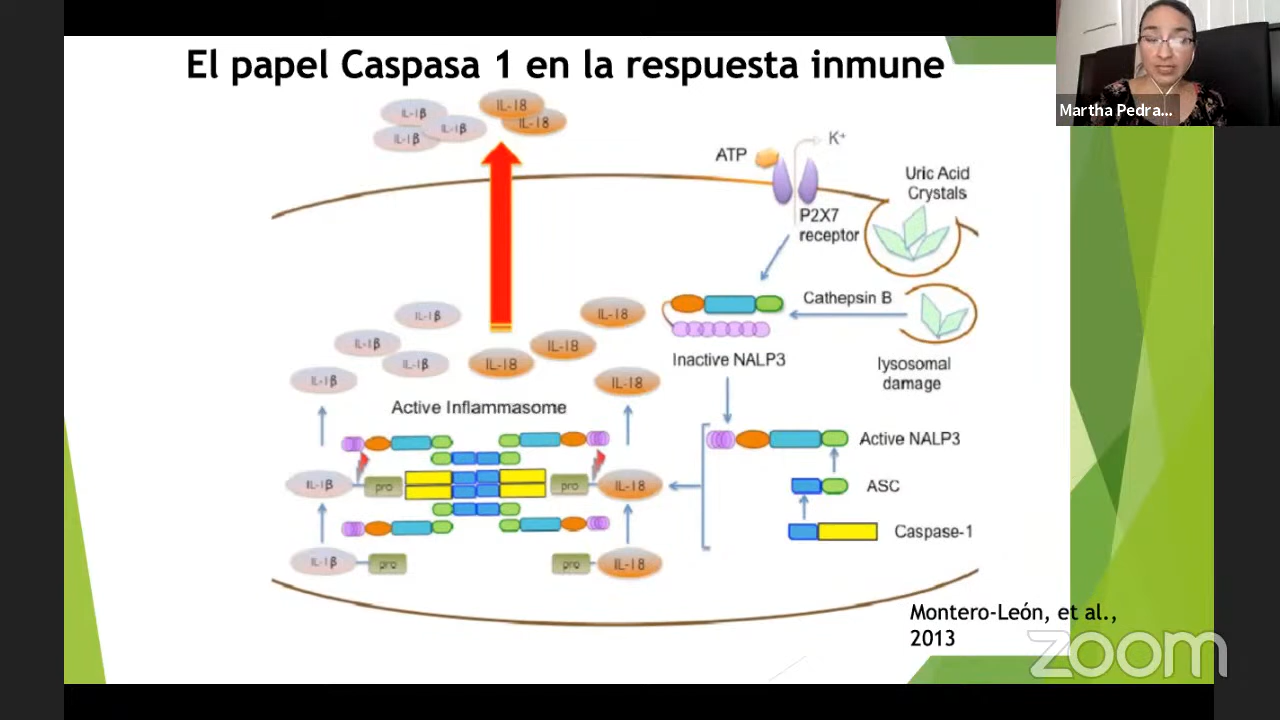 El papel Caspasa 1 en la respuesta inmune
Martha Pedra...
IL-1β
IL-18
IL-1β
IL-1β
IL-18
ATP
K⁺
Uric Acid
Crystals
P2X7
receptor
Cathepsin B
Inactive NALP3
lysosomal
damage
IL-1β
IL-18
IL-1β
IL-18
IL-1β
IL-18
IL-1β
IL-18
Active Inflammasome
Active NALP3
IL-1β
pro
pro
IL-18
ASC
Caspase-1
IL-1β
pro
pro
IL-18
Montero-León, et al.,
2013
zoom